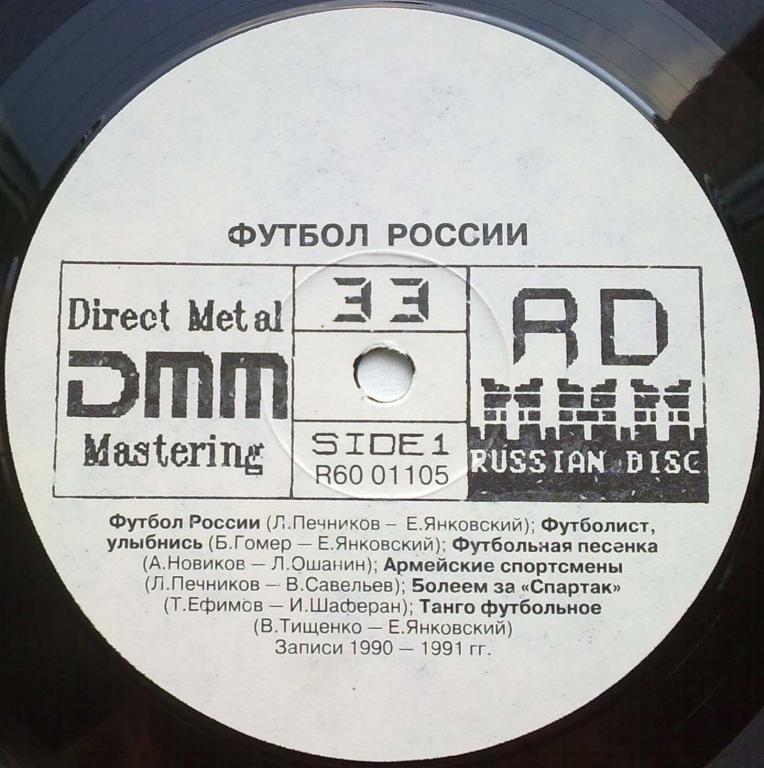 ФУТБОЛ РОССИИ
Direct Metal
DMM
Mastering
33
SIDE 1
R60 01105
RD
RUSSIAN DISC
Футбол России (Л.Печников – Е.Янковский); Футболист,
улыбнись (Б.Гомер – Е.Янковский); Футбольная песенка
(А.Новиков – Л.Ошанин); Армейские спортсмены
(Л.Печников – В.Савельев); Болеем за «Спартак»
(Т.Ефимов – И.Шаферан); Танго футбольное
(В.Тищенко – Е.Янковский)
Записи 1990 – 1991 гг.